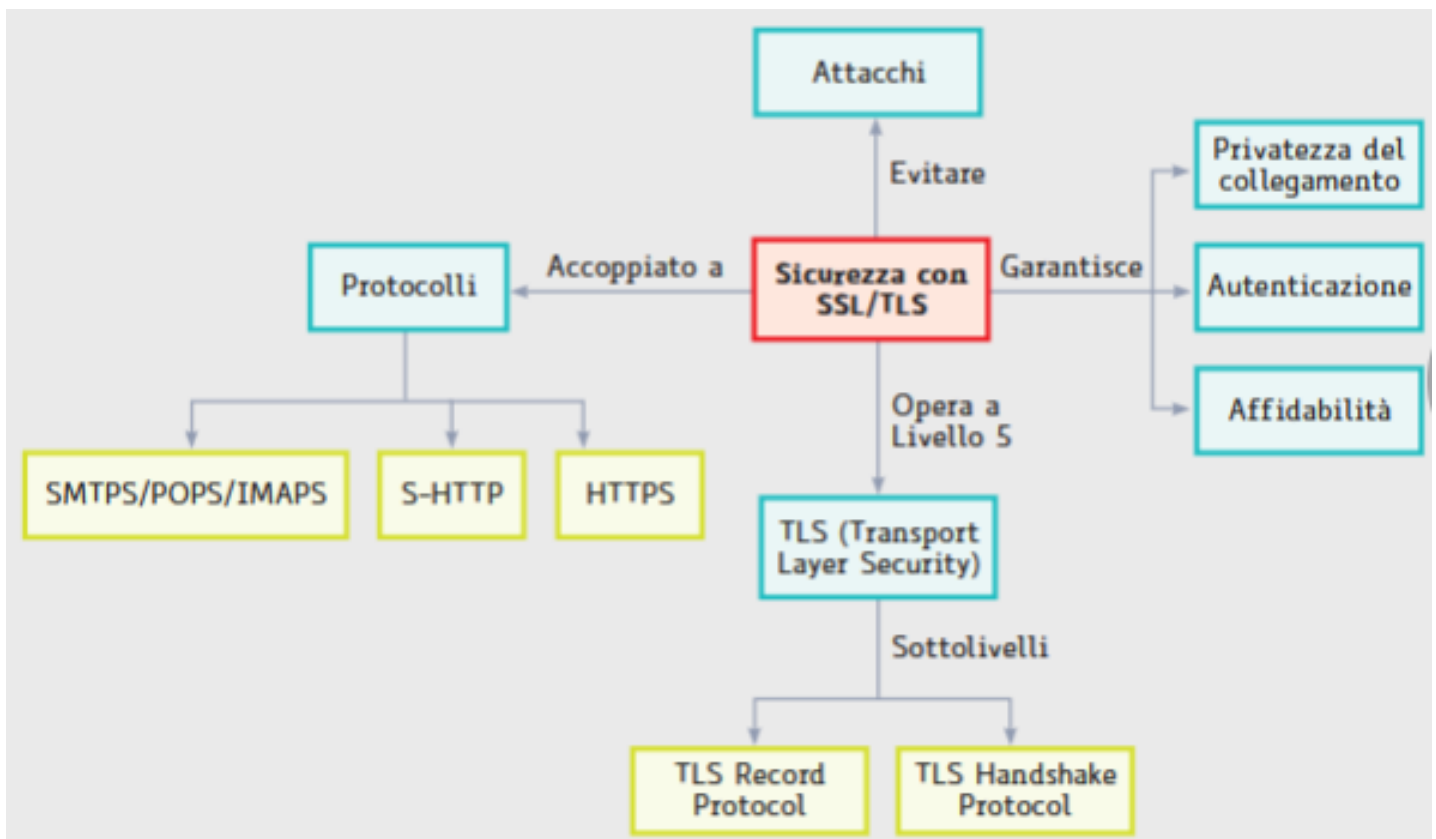 Attacchi
Evitare
Privatezza del
collegamento
Protocolli
Accoppiato a
Sicurezza con
SSL/TLS
Garantisce
Autenticazione
Opera a
Livello 5
Affidabilità
SMTPS/POPS/IMAPS
S-HTTP
HTTPS
TLS (Transport
Layer Security)
Sottolivelli
TLS Record
Protocol
TLS Handshake
Protocol